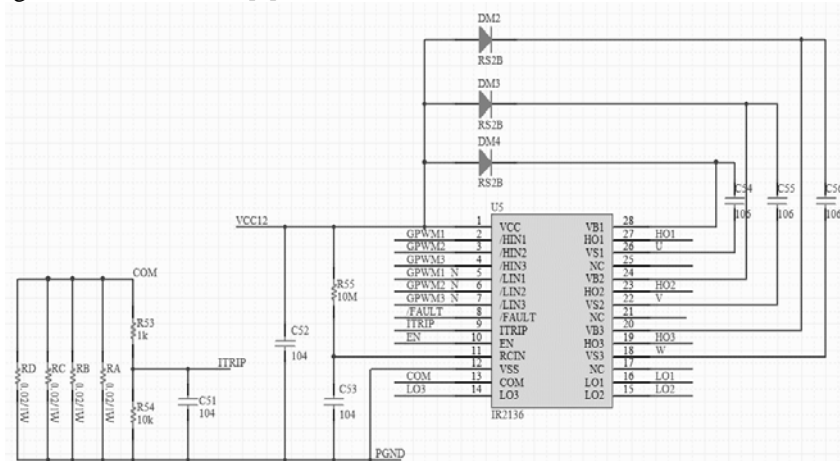 DM2
RS2B
DM3
RS2B
DM4
RS2B
C54
106
C55
106
106
U5
VCC12
1 VCC VB1 28
GPWM1 2 /HIN1 HO1 27 HO1
GPWM2 3 /HIN2 VS1 26 U
GPWM3 4 /HIN3 NC 25
GPWM1_N 5 /LIN1 VB2 24
GPWM2_N 6 /LIN2 HO2 23 HO2
GPWM3_N 7 /LIN3 VS2 22 V
/FAULT 8 /FAULT NC 21
ITRIP 9 ITRIP VB3 20
EN 10 EN HO3 19 HO3
11 RCIN VS3 18 W
12 VSS NC 17
COM 13 COM LO1 16 LO1
LO3 14 LO3 LO2 15 LO2
IR2136
R55
10M
C52
104
C53
104
COM
R53
1k
ITRIP
RD
0.02/1W
RC
0.02/1W
RB
0.02/1W
RA
0.02/1W
R54
10k
C51
104
PGND